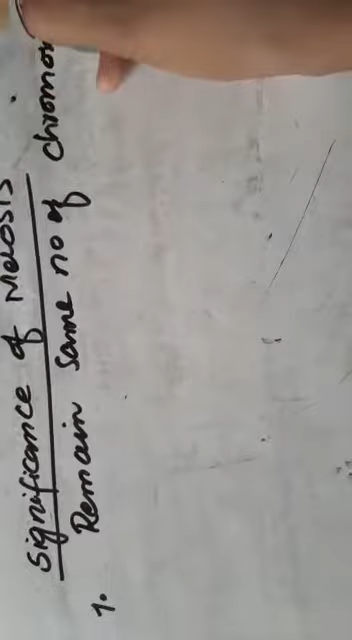 Significance of Meiosis
1. Remain same no of chromo